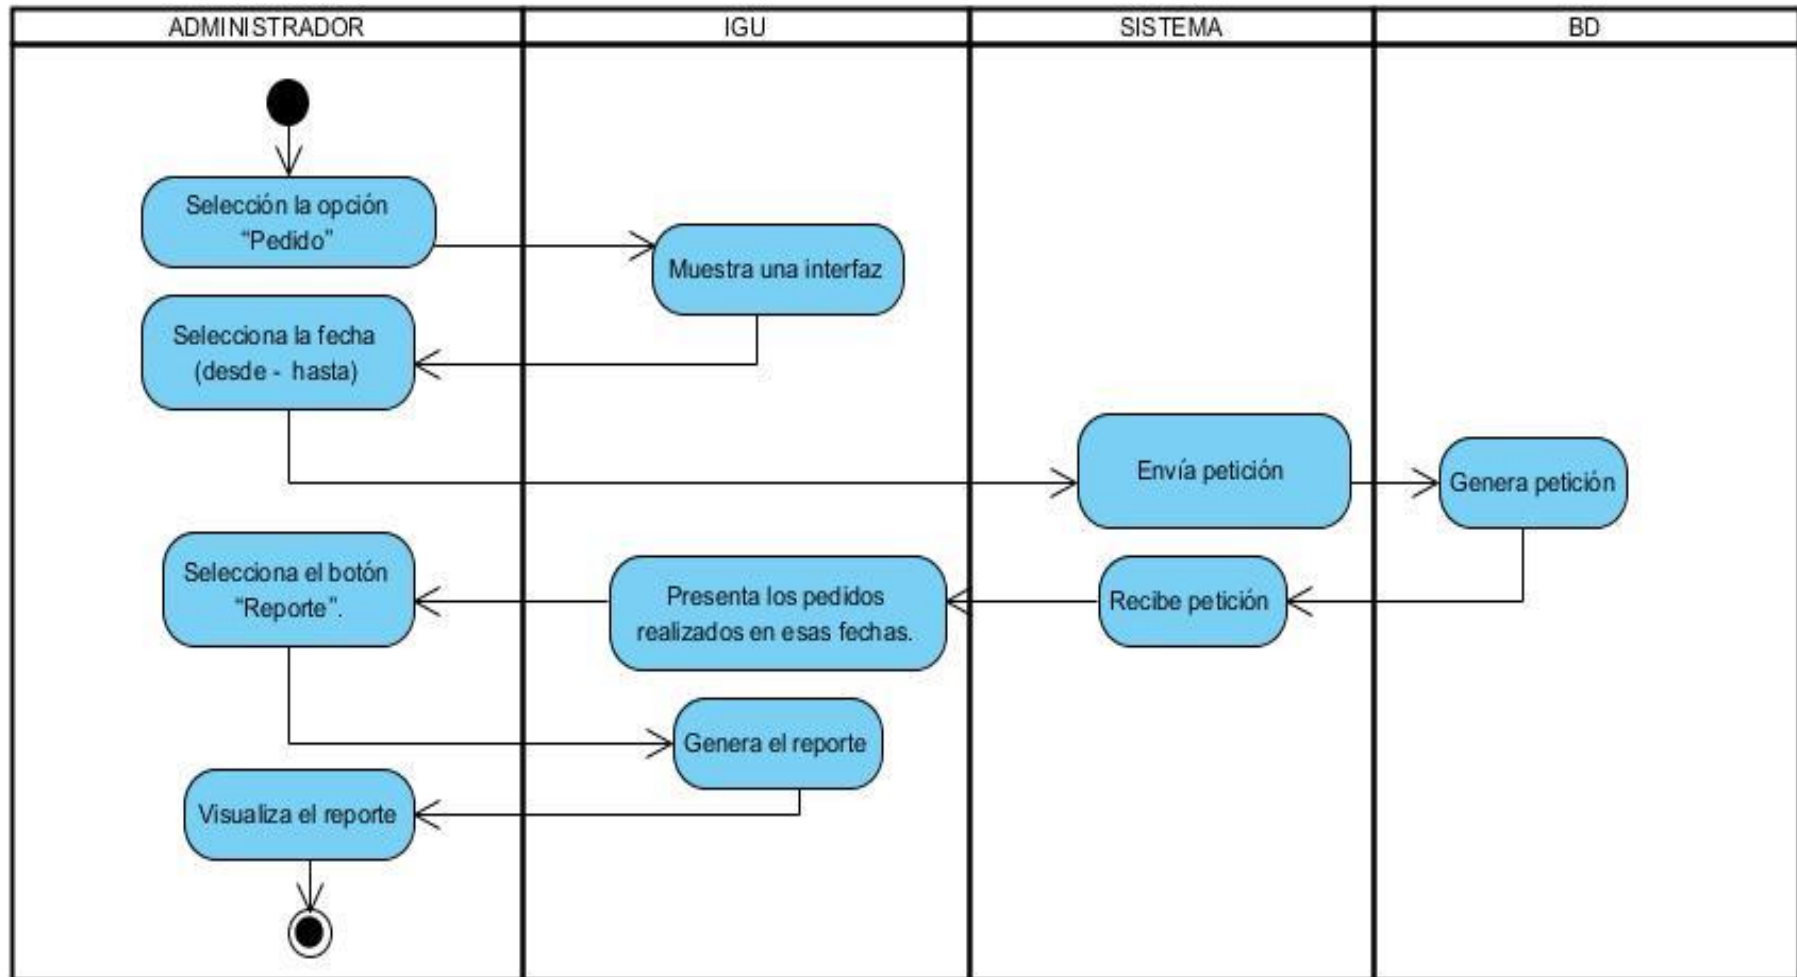 ADMINISTRADOR
IGU
SISTEMA
BD
Selección la opción
“Pedido”
Muestra una interfaz
Selecciona la fecha
(desde - hasta)
Envía petición
Genera petición
Selecciona el botón
“Reporte”.
Presenta los pedidos
realizados en esas fechas.
Recibe petición
Genera el reporte
Visualiza el reporte